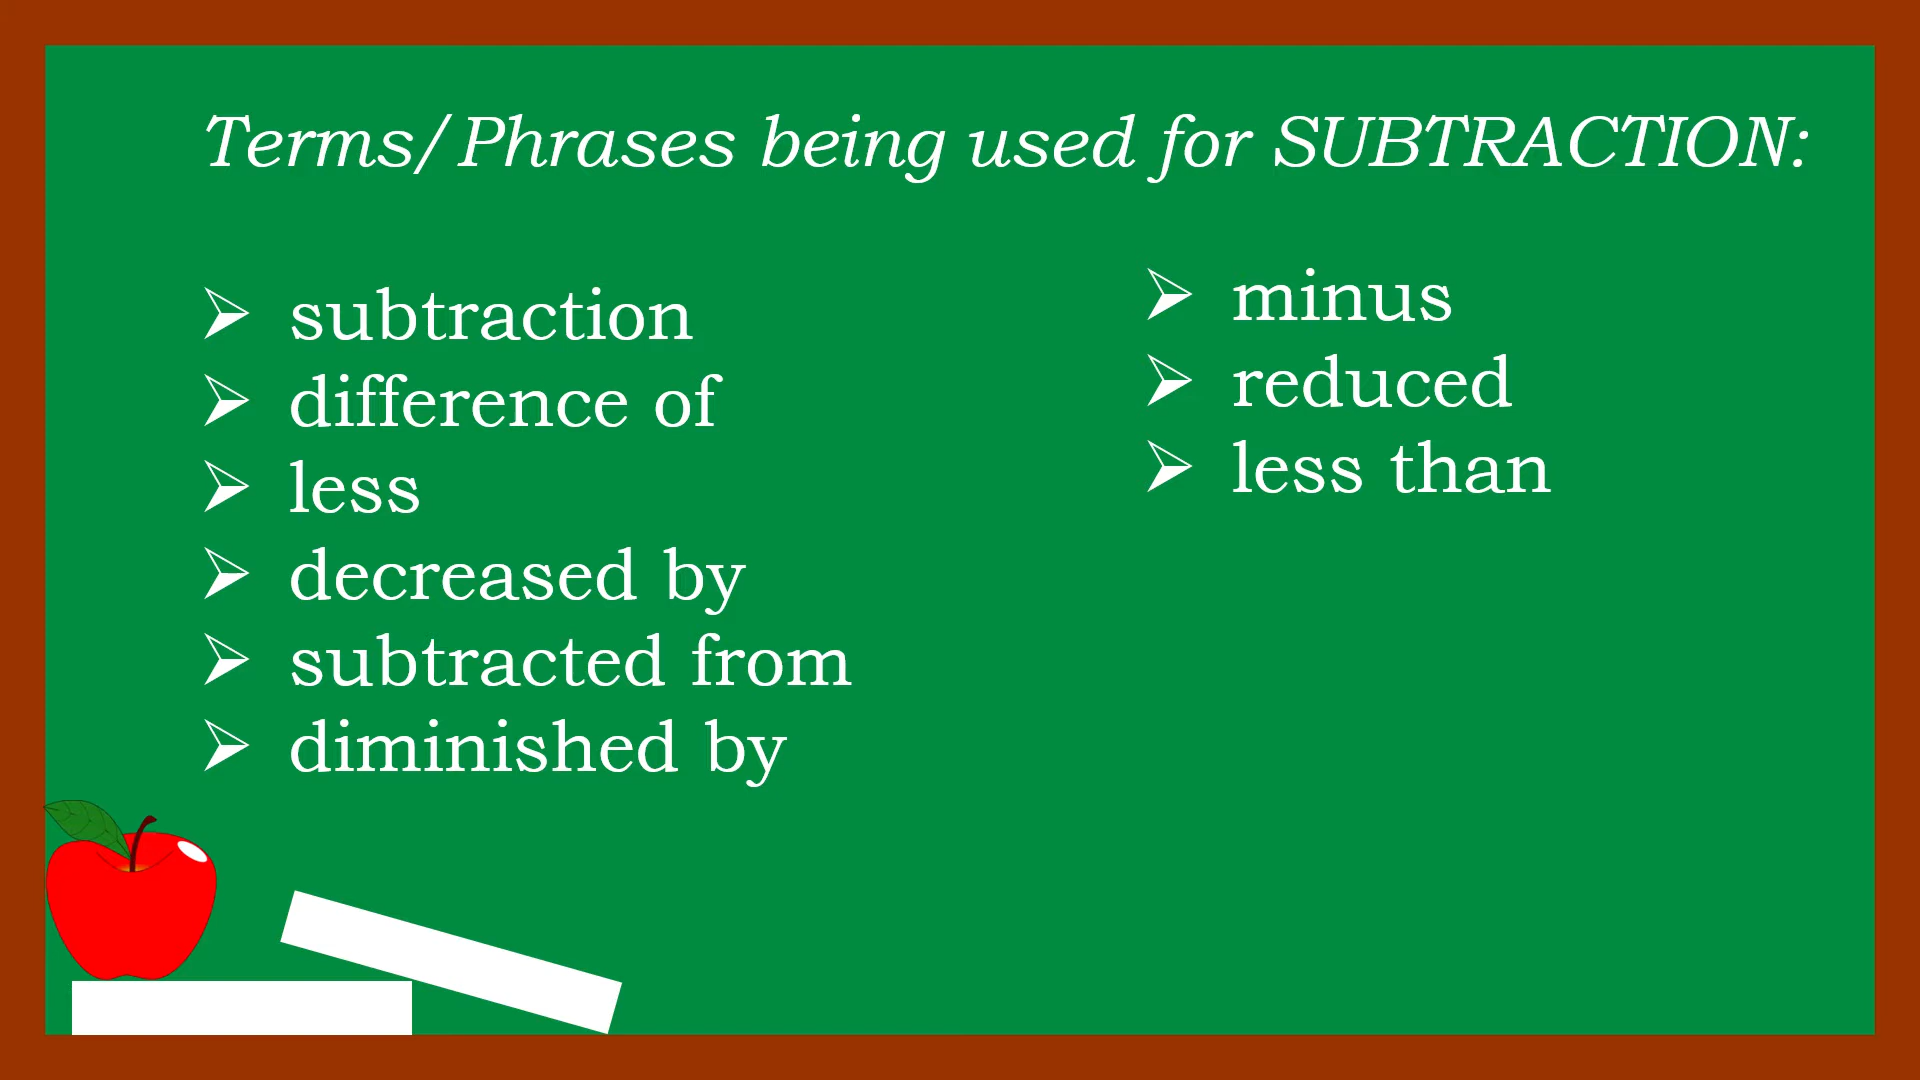 Terms/Phrases being used for SUBTRACTION:
➢ subtraction
➢ difference of
➢ less
➢ decreased by
➢ subtracted from
➢ diminished by
➢ minus
➢ reduced
➢ less than